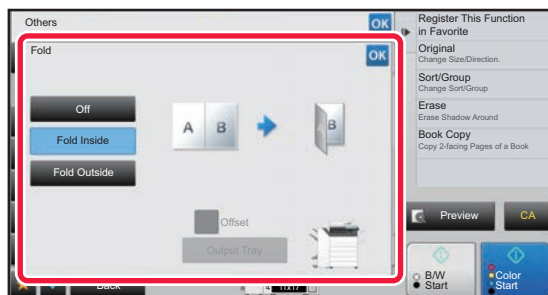 Others
OK
Fold
OK
Off
Fold Inside
Fold Outside
A B
B
Offset
Output Tray
Back
4 11x17
Register This Function
in Favorite
Original
Change Size/Direction.
Sort/Group
Change Sort/Group
Erase
Erase Shadow Around
Book Copy
Copy 2-facing Pages of a Book
Preview
CA
B/W
Start
Color
Start